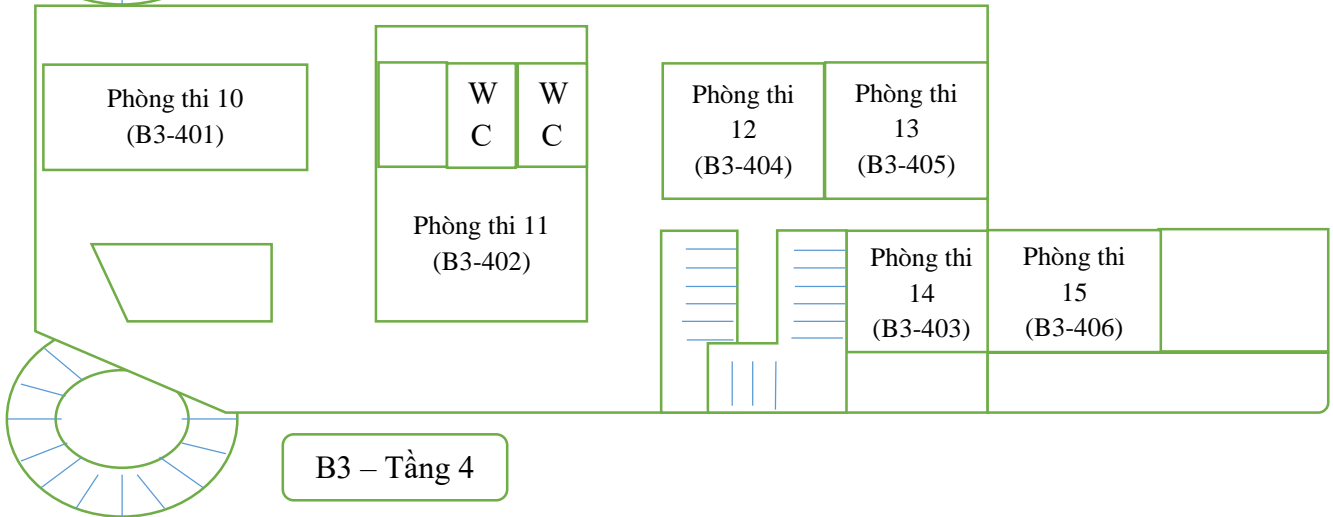 Phòng thi 10
(B3-401)
W
C
W
C
Phòng thi 11
(B3-402)
Phòng thi
12
(B3-404)
Phòng thi
13
(B3-405)
Phòng thi
14
(B3-403)
Phòng thi
15
(B3-406)
B3 – Tầng 4